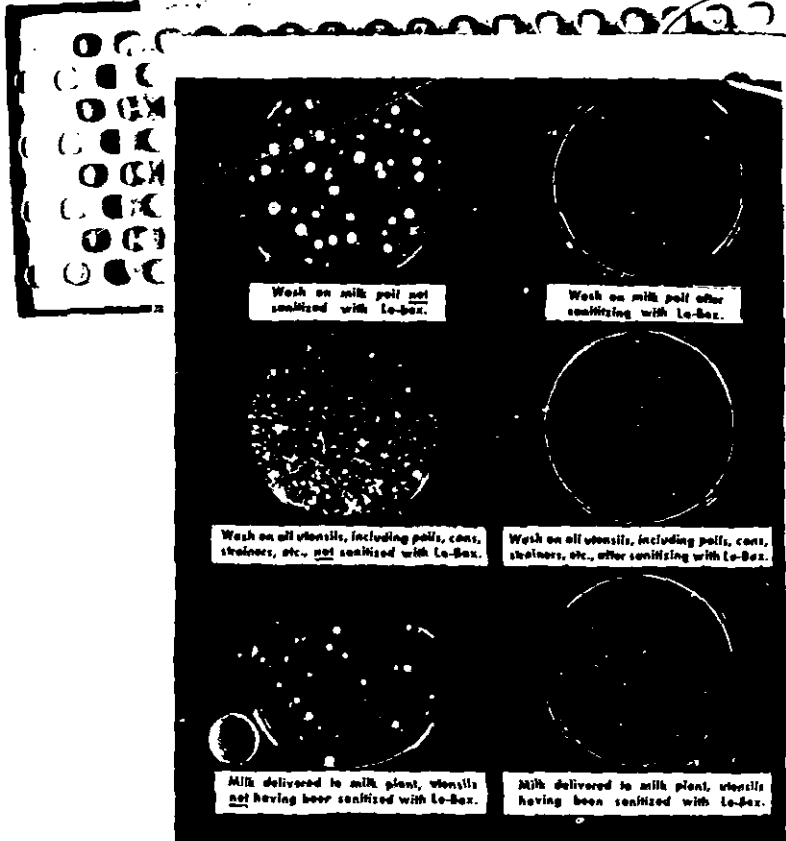 Wash on milk pail not
sanitized with Lo-bax.
Wash on milk pail after
sanitizing with Lo-Bax.
Wash on all utensils, including pails, cans,
strainers, etc., not sanitized with Lo-Bax.
Wash on all utensils, including pails, cans,
strainers, etc., after sanitizing with Lo-Bax.
Milk delivered to milk plant, utensils
not having been sanitized with Lo-Bax.
Milk delivered to milk plant, utensils
having been sanitized with Lo-Bax.